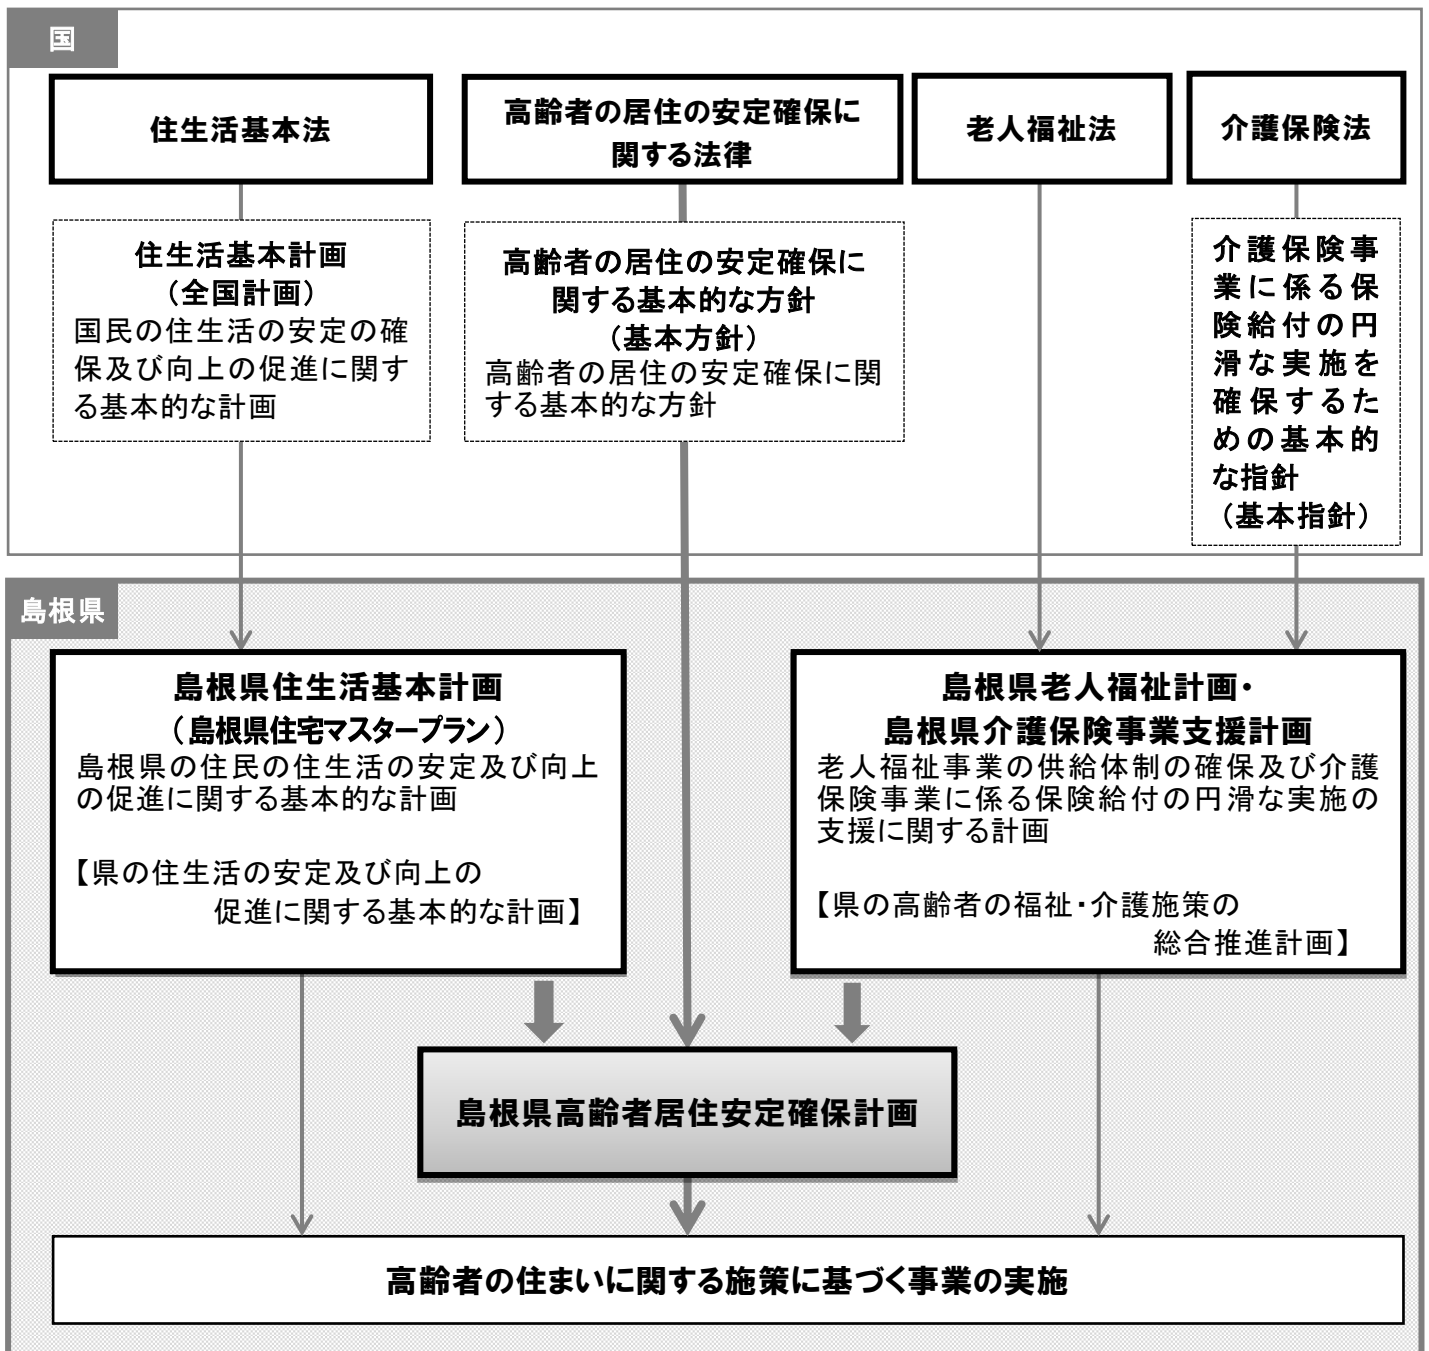 国
住生活基本法
高齢者の居住の安定確保に
関する法律
老人福祉法
介護保険法
住生活基本計画
（全国計画）
国民の住生活の安定の確
保及び向上の促進に関す
る基本的な計画
高齢者の居住の安定確保に
関する基本的な方針
（基本方針）
高齢者の居住の安定確保に関
する基本的な方針
介護保険事
業に係る保
険給付の円
滑な実施を
確保するた
めの基本的
な指針
（基本指針）
島根県
島根県住生活基本計画
（島根県住宅マスタープラン）
島根県の住民の住生活の安定及び向上
の促進に関する基本的な計画
【県の住生活の安定及び向上の
促進に関する基本的な計画】
島根県老人福祉計画・
島根県介護保険事業支援計画
老人福祉事業の供給体制の確保及び介護
保険事業に係る保険給付の円滑な実施の
支援に関する計画
【県の高齢者の福祉・介護施策の
総合推進計画】
島根県高齢者居住安定確保計画
高齢者の住まいに関する施策に基づく事業の実施